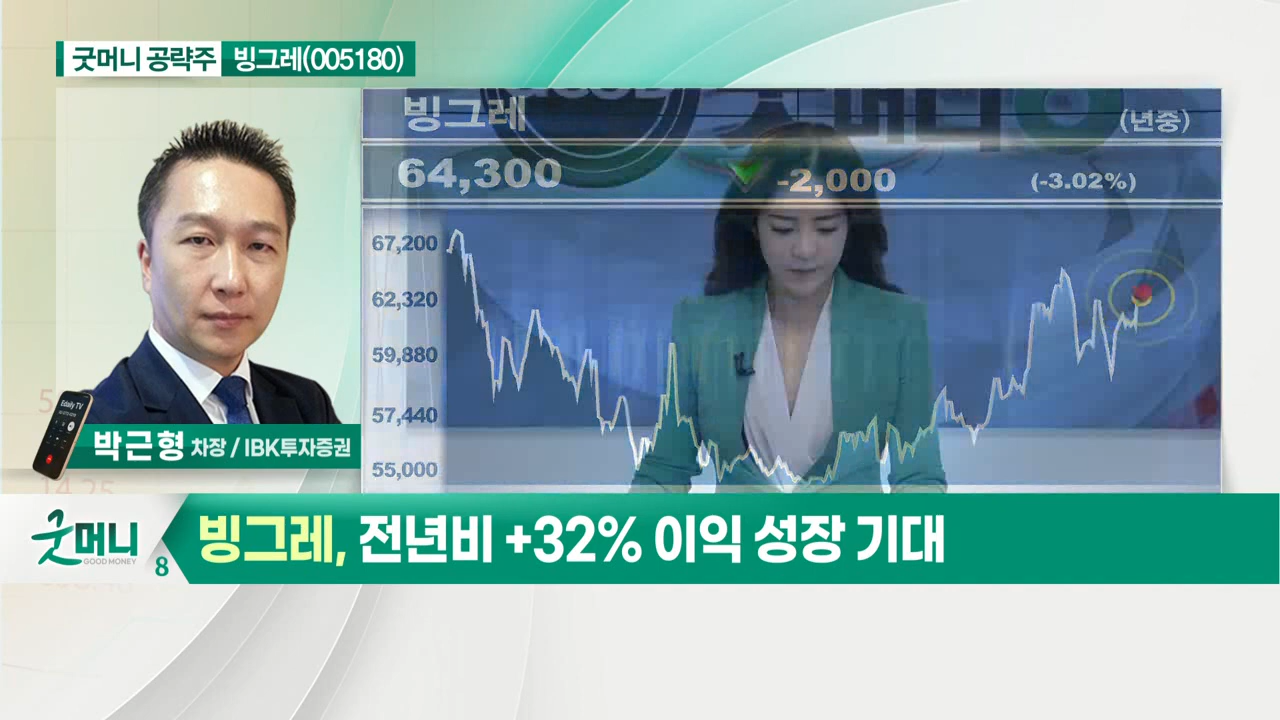 굿머니 공략주 빙그레(005180)
빙그레 (년중)
64,300 -2,000 (-3.02%)
67,200
62,320
59,880
57,440
55,000
Edaily TV
박근형 차장 / IBK투자증권
굿머니
GOOD MONEY
8
빙그레, 전년비 +32% 이익 성장 기대